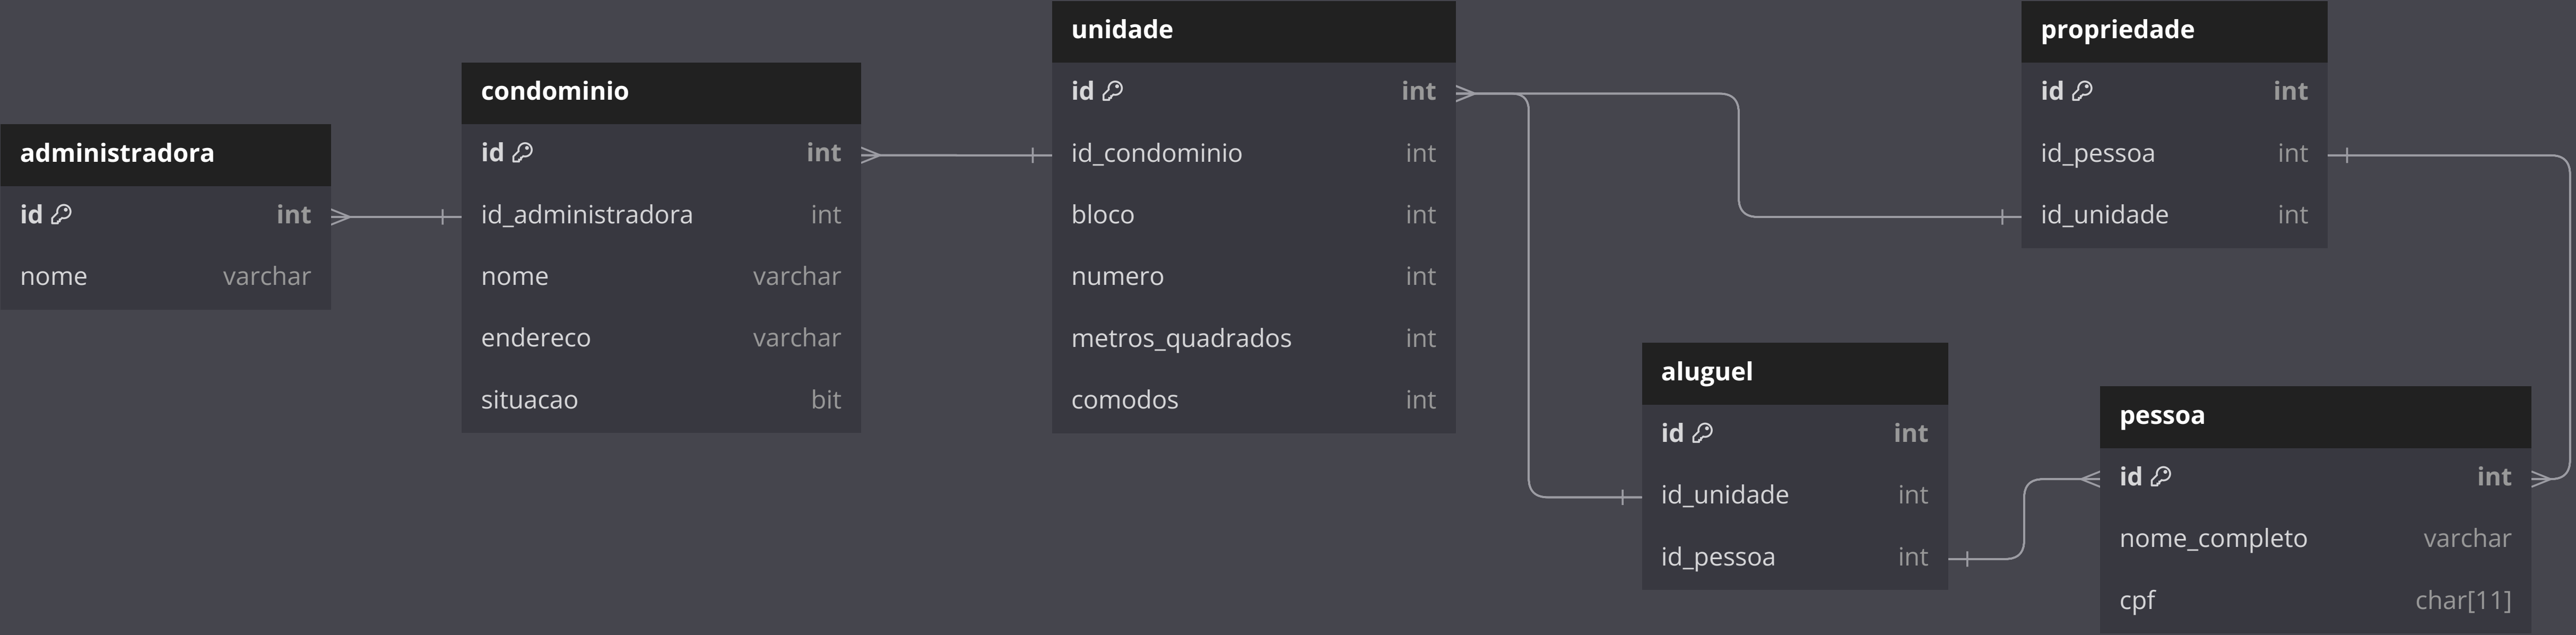 administradora
id int
nome varchar
condominio
id int
id_administradora int
nome varchar
endereco varchar
situacao bit
unidade
id int
id_condominio int
bloco int
numero int
metros_quadrados int
comodos int
propriedade
id int
id_pessoa int
id_unidade int
aluguel
id int
id_unidade int
id_pessoa int
pessoa
id int
nome_completo varchar
cpf char[11]